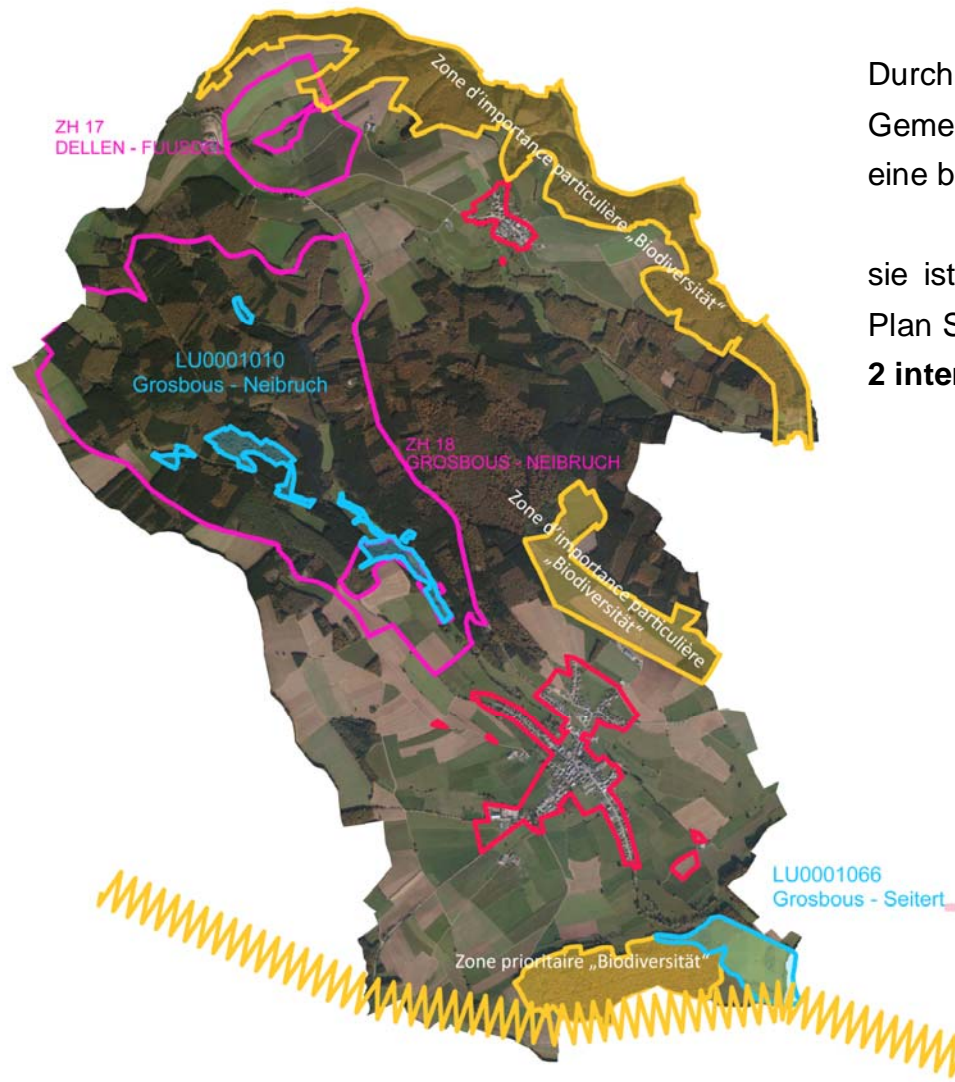 Durch
Geme
eine b
sie ist
Plan S
2 inter
ZH 17
DELLEN - FUUSDELL
Zone d'importance particulière „Biodiversität“
LU0001010
Grosbous - Neibruch
ZH 18
GROSBOUS - NEIBRUCH
Zone d'importance particulière
„Biodiversität“
LU0001066
Grosbous - Seitert
Zone prioritaire „Biodiversität“